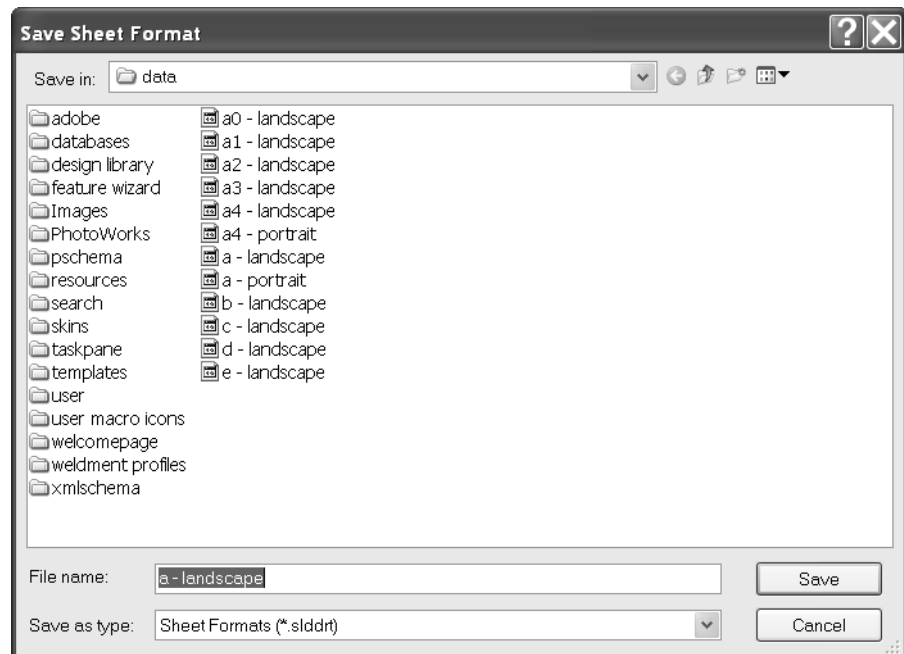 Save Sheet Format
Save in: data
adobe
databases
design library
feature wizard
Images
PhotoWorks
pschema
resources
search
skins
taskpane
templates
user
user macro icons
welcomepage
weldment profiles
xmlschema
a0 - landscape
a1 - landscape
a2 - landscape
a3 - landscape
a4 - landscape
a4 - portrait
a - landscape
a - portrait
b - landscape
c - landscape
d - landscape
e - landscape
File name: a - landscape
Save
Save as type: Sheet Formats (*.slddrt)
Cancel